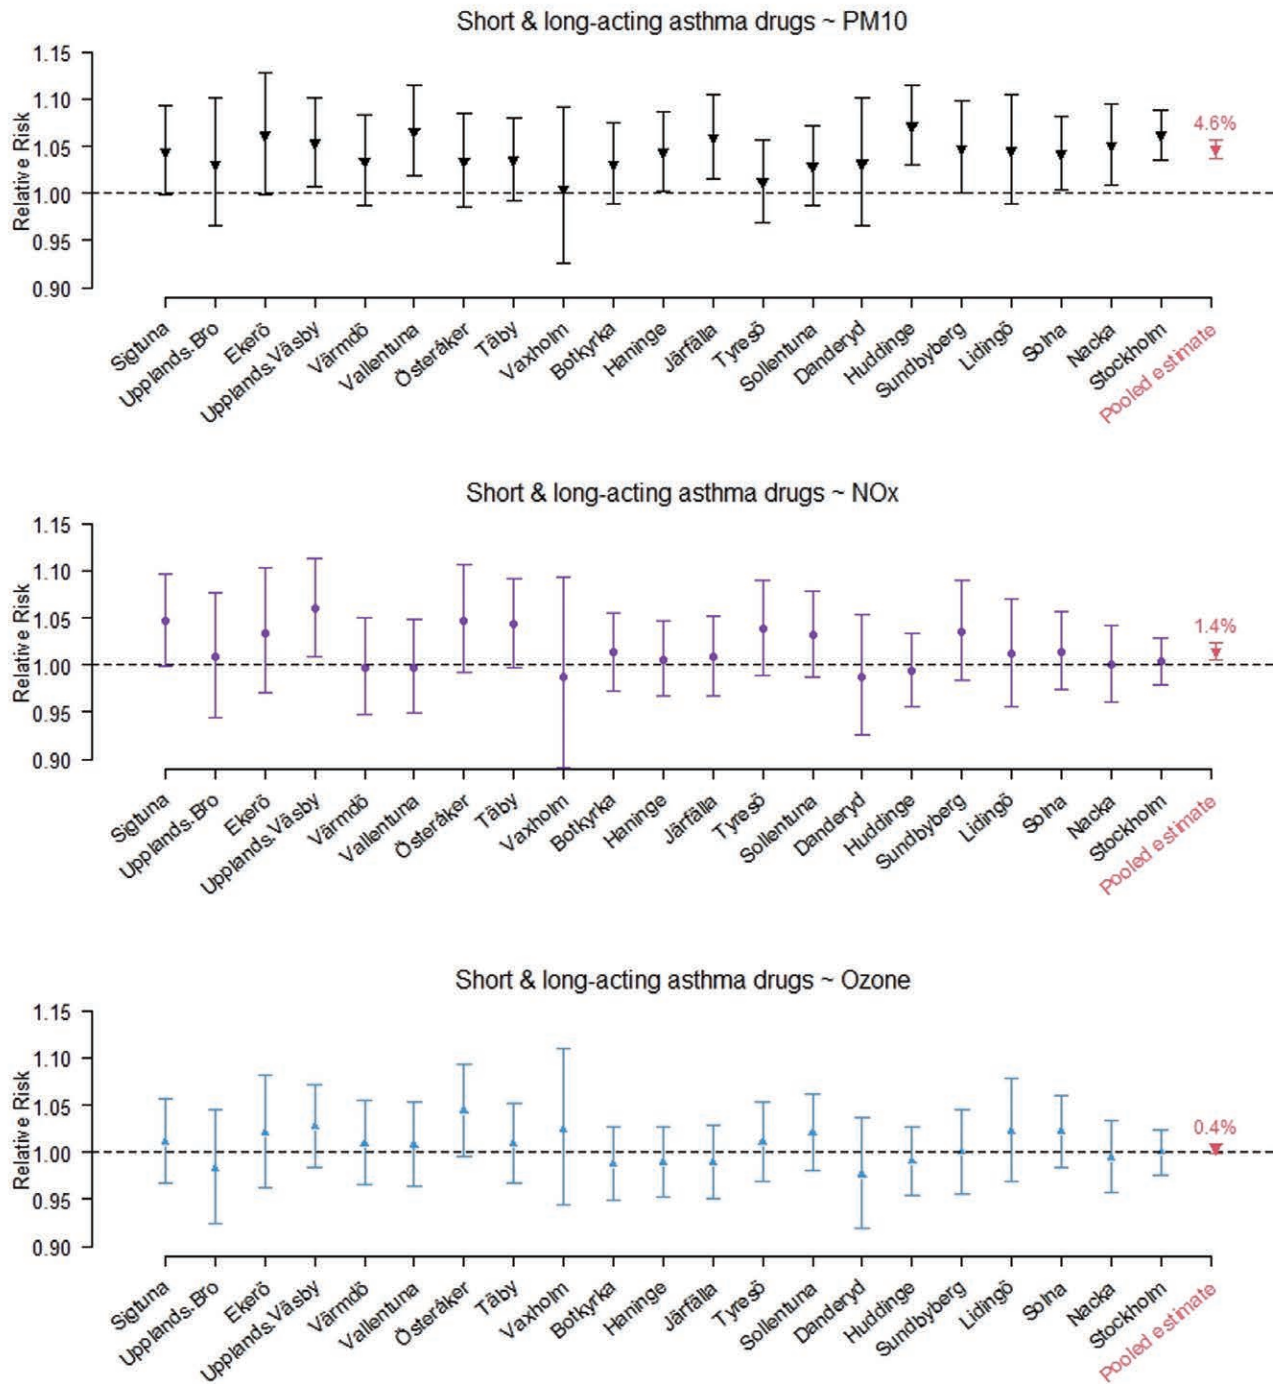 Short & long-acting asthma drugs ~ PM10
Relative Risk
1.15
1.10
1.05
1.00
0.95
0.90
4.6%
Sigtuna
Upplands.Bro
Ekerö
Upplands.Väsby
Värmdö
Vallentuna
Österåker
Täby
Vaxholm
Botkyrka
Haninge
Järfälla
Tyresö
Sollentuna
Danderyd
Huddinge
Sundbyberg
Lidingö
Solna
Nacka
Stockholm
Pooled estimate
Short & long-acting asthma drugs ~ NOx
Relative Risk
1.15
1.10
1.05
1.00
0.95
0.90
1.4%
Sigtuna
Upplands.Bro
Ekerö
Upplands.Väsby
Värmdö
Vallentuna
Österåker
Täby
Vaxholm
Botkyrka
Haninge
Järfälla
Tyresö
Sollentuna
Danderyd
Huddinge
Sundbyberg
Lidingö
Solna
Nacka
Stockholm
Pooled estimate
Short & long-acting asthma drugs ~ Ozone
Relative Risk
1.15
1.10
1.05
1.00
0.95
0.90
0.4%
Sigtuna
Upplands.Bro
Ekerö
Upplands.Väsby
Värmdö
Vallentuna
Österåker
Täby
Vaxholm
Botkyrka
Haninge
Järfälla
Tyresö
Sollentuna
Danderyd
Huddinge
Sundbyberg
Lidingö
Solna
Nacka
Stockholm
Pooled estimate